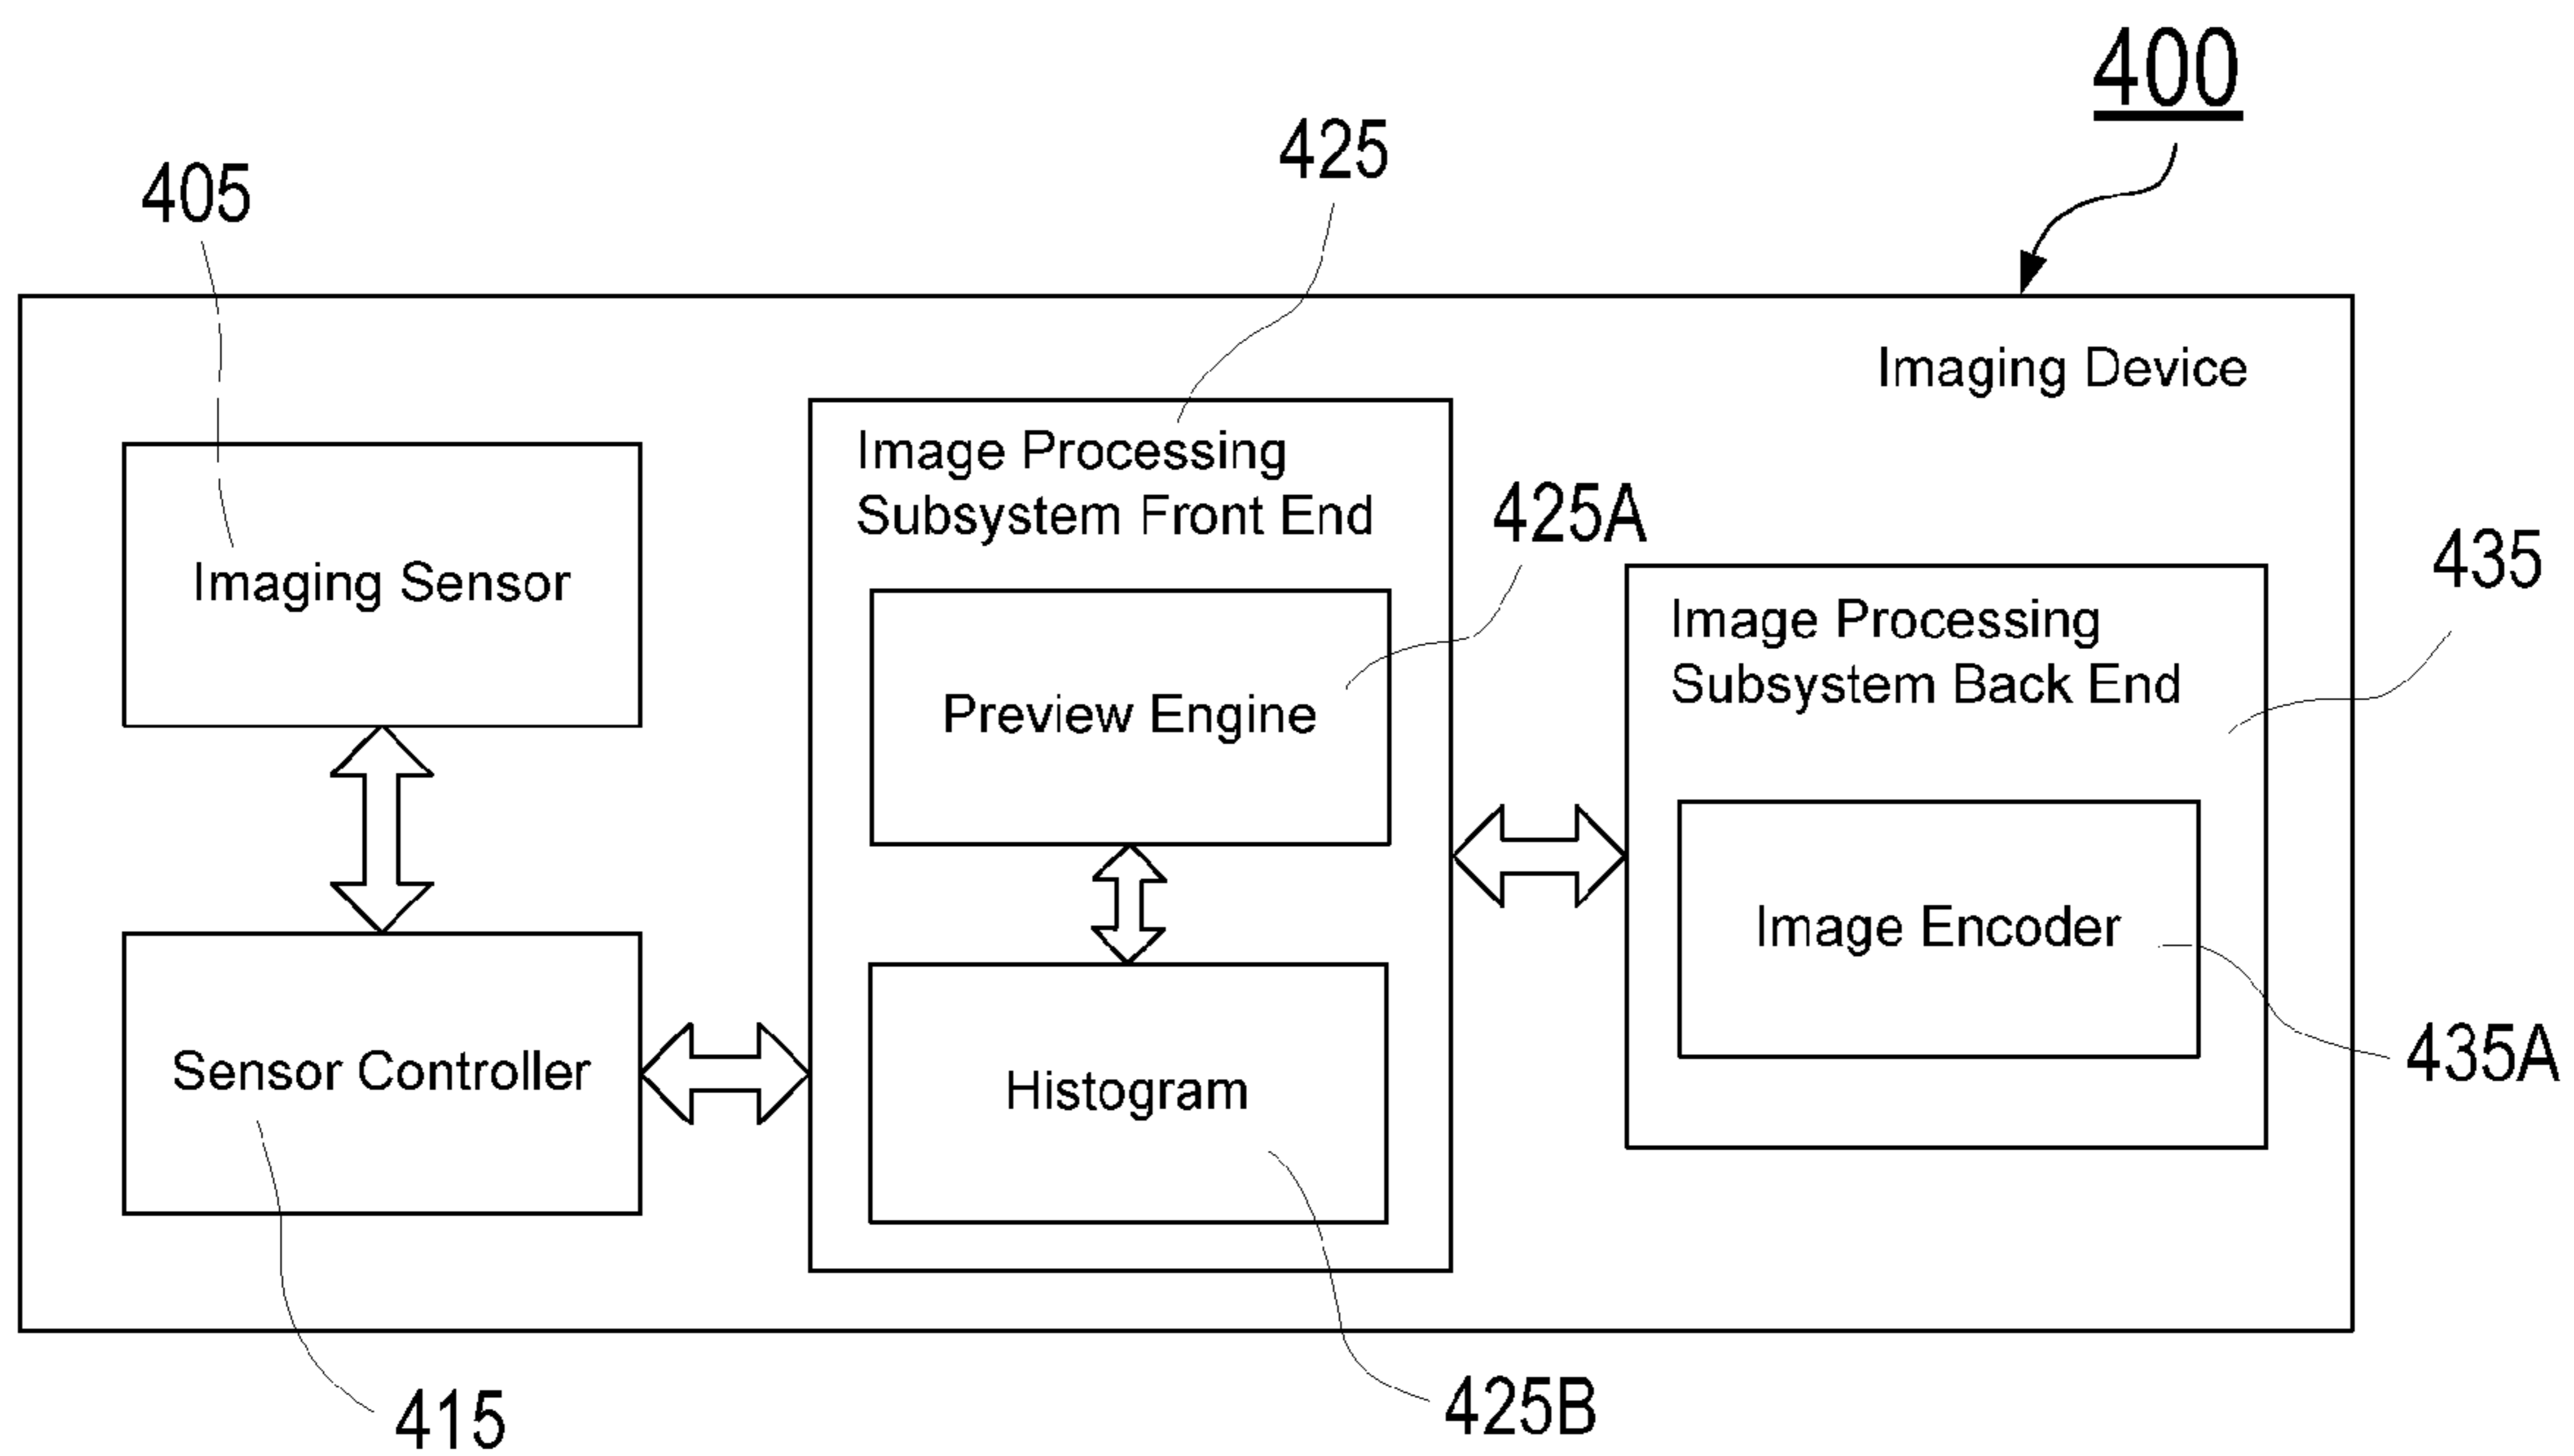 400
425
405
Imaging Device
Image Processing
Subsystem Front End
425A
435
Imaging Sensor
Image Processing
Subsystem Back End
Preview Engine
Image Encoder
Sensor Controller
Histogram
435A
425B
415